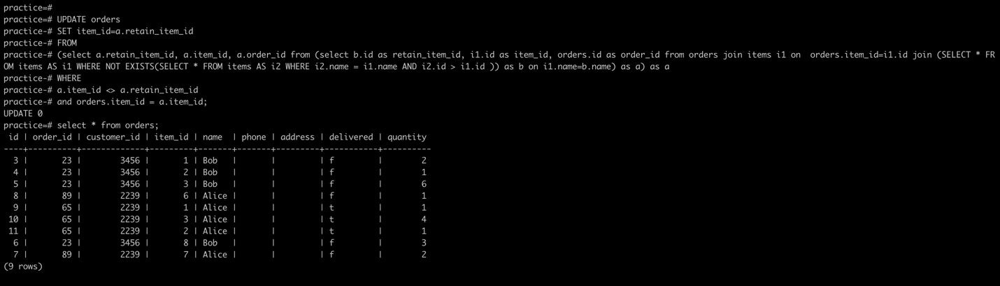 practice=#
practice=# UPDATE orders
practice-# SET item_id=a.retain_item_id
practice-# FROM
practice-# (select a.retain_item_id, a.item_id, a.order_id from (select b.id as retain_item_id, i1.id as item_id, orders.id as order_id from orders join items i1 on  orders.item_id=i1.id join (SELECT * FR
OM items AS i1 WHERE NOT EXISTS(SELECT * FROM items AS i2 WHERE i2.name = i1.name AND i2.id > i1.id )) as b on i1.name=b.name) as a) as a
practice-# WHERE
practice-# a.item_id <> a.retain_item_id
practice-# and orders.item_id = a.item_id;
UPDATE 0
practice=# select * from orders;
 id | order_id | customer_id | item_id | name  | phone | address | delivered | quantity
----+----------+-------------+---------+-------+-------+---------+-----------+----------
  3 |       23 |        3456 |       1 | Bob   |       |         | f         |        2
  4 |       23 |        3456 |       2 | Bob   |       |         | f         |        1
  5 |       23 |        3456 |       3 | Bob   |       |         | f         |        6
  8 |       89 |        2239 |       6 | Alice |       |         | f         |        1
  9 |       65 |        2239 |       1 | Alice |       |         | t         |        1
 10 |       65 |        2239 |       3 | Alice |       |         | t         |        4
 11 |       65 |        2239 |       2 | Alice |       |         | t         |        1
  6 |       23 |        3456 |       8 | Bob   |       |         | f         |        3
  7 |       89 |        2239 |       7 | Alice |       |         | f         |        2
(9 rows)